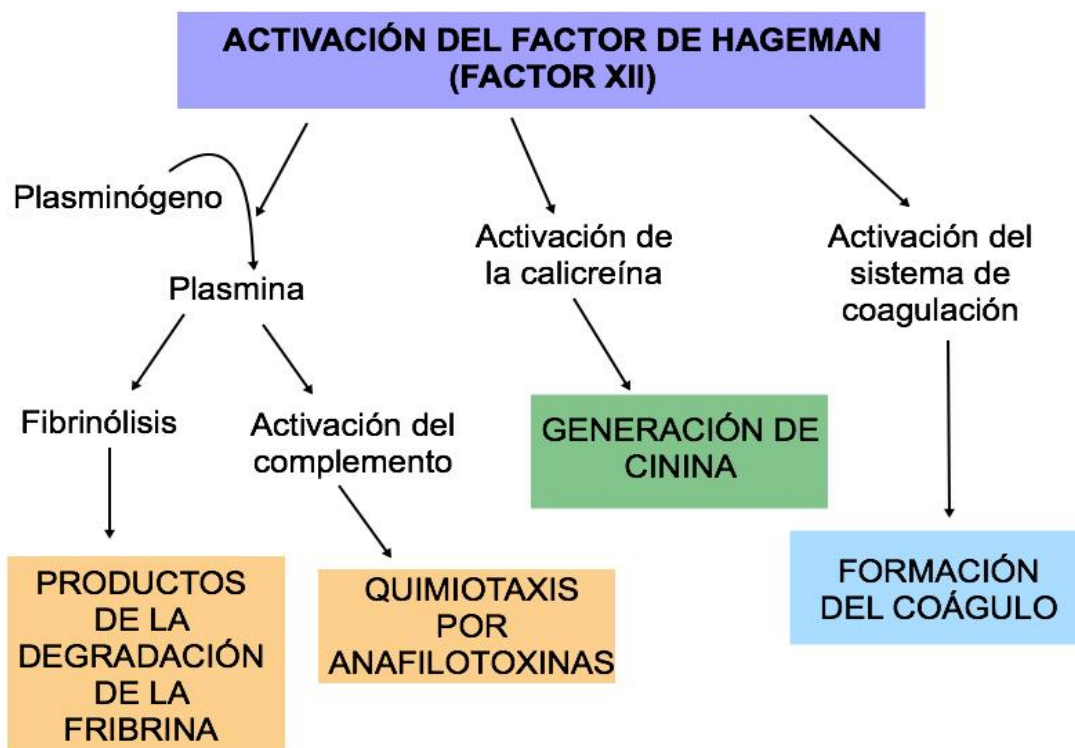 ACTIVACIÓN DEL FACTOR DE HAGEMAN
(FACTOR XII)
Plasminógeno
Plasmina
Activación de
la calicreína
Activación del
sistema de
coagulación
Fibrinólisis
Activación del
complemento
GENERACIÓN DE
CININA
FORMACIÓN
DEL COÁGULO
PRODUCTOS
DE LA
DEGRADACIÓN
DE LA
FRIBRINA
QUIMIOTAXIS
POR
ANAFILOTOXINAS